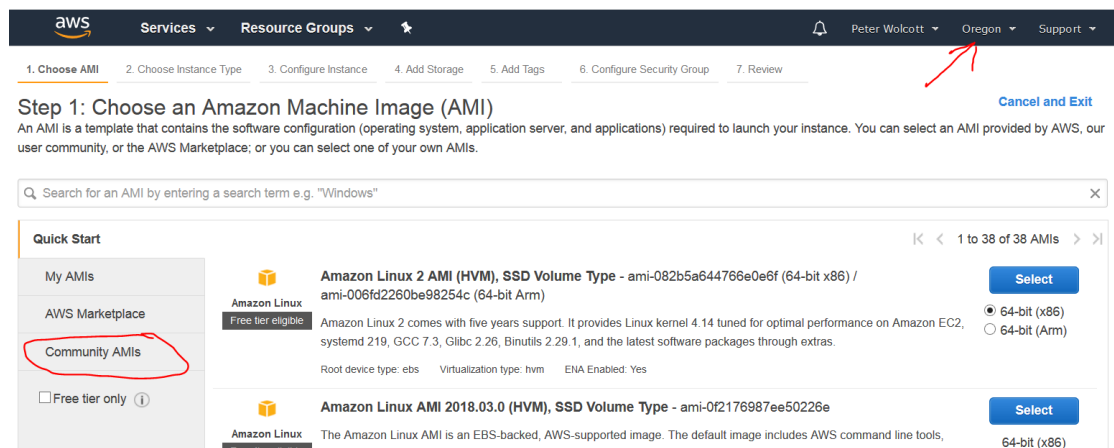 aws Services Resource Groups Peter Wolcott Oregon Support
1. Choose AMI 2. Choose Instance Type 3. Configure Instance 4. Add Storage 5. Add Tags 6. Configure Security Group 7. Review
Step 1: Choose an Amazon Machine Image (AMI)
Cancel and Exit
An AMI is a template that contains the software configuration (operating system, application server, and applications) required to launch your instance. You can select an AMI provided by AWS, our
user community, or the AWS Marketplace; or you can select one of your own AMIs.
Search for an AMI by entering a search term e.g. "Windows"
Quick Start
1 to 38 of 38 AMIs
My AMIs
AWS Marketplace
Community AMIs
Free tier only
Amazon Linux
Free tier eligible
Amazon Linux 2 AMI (HVM), SSD Volume Type - ami-082b5a644766e0e6f (64-bit x86) /
ami-006fd2260be98254c (64-bit Arm)
Amazon Linux 2 comes with five years support. It provides Linux kernel 4.14 tuned for optimal performance on Amazon EC2,
systemd 219, GCC 7.3, Glibc 2.26, Binutils 2.29.1, and the latest software packages through extras.
Root device type: ebs Virtualization type: hvm ENA Enabled: Yes
Select
64-bit (x86)
64-bit (Arm)
Amazon Linux
Amazon Linux AMI 2018.03.0 (HVM), SSD Volume Type - ami-0f2176987ee50226e
The Amazon Linux AMI is an EBS-backed, AWS-supported image. The default image includes AWS command line tools,
Select
64-bit (x86)